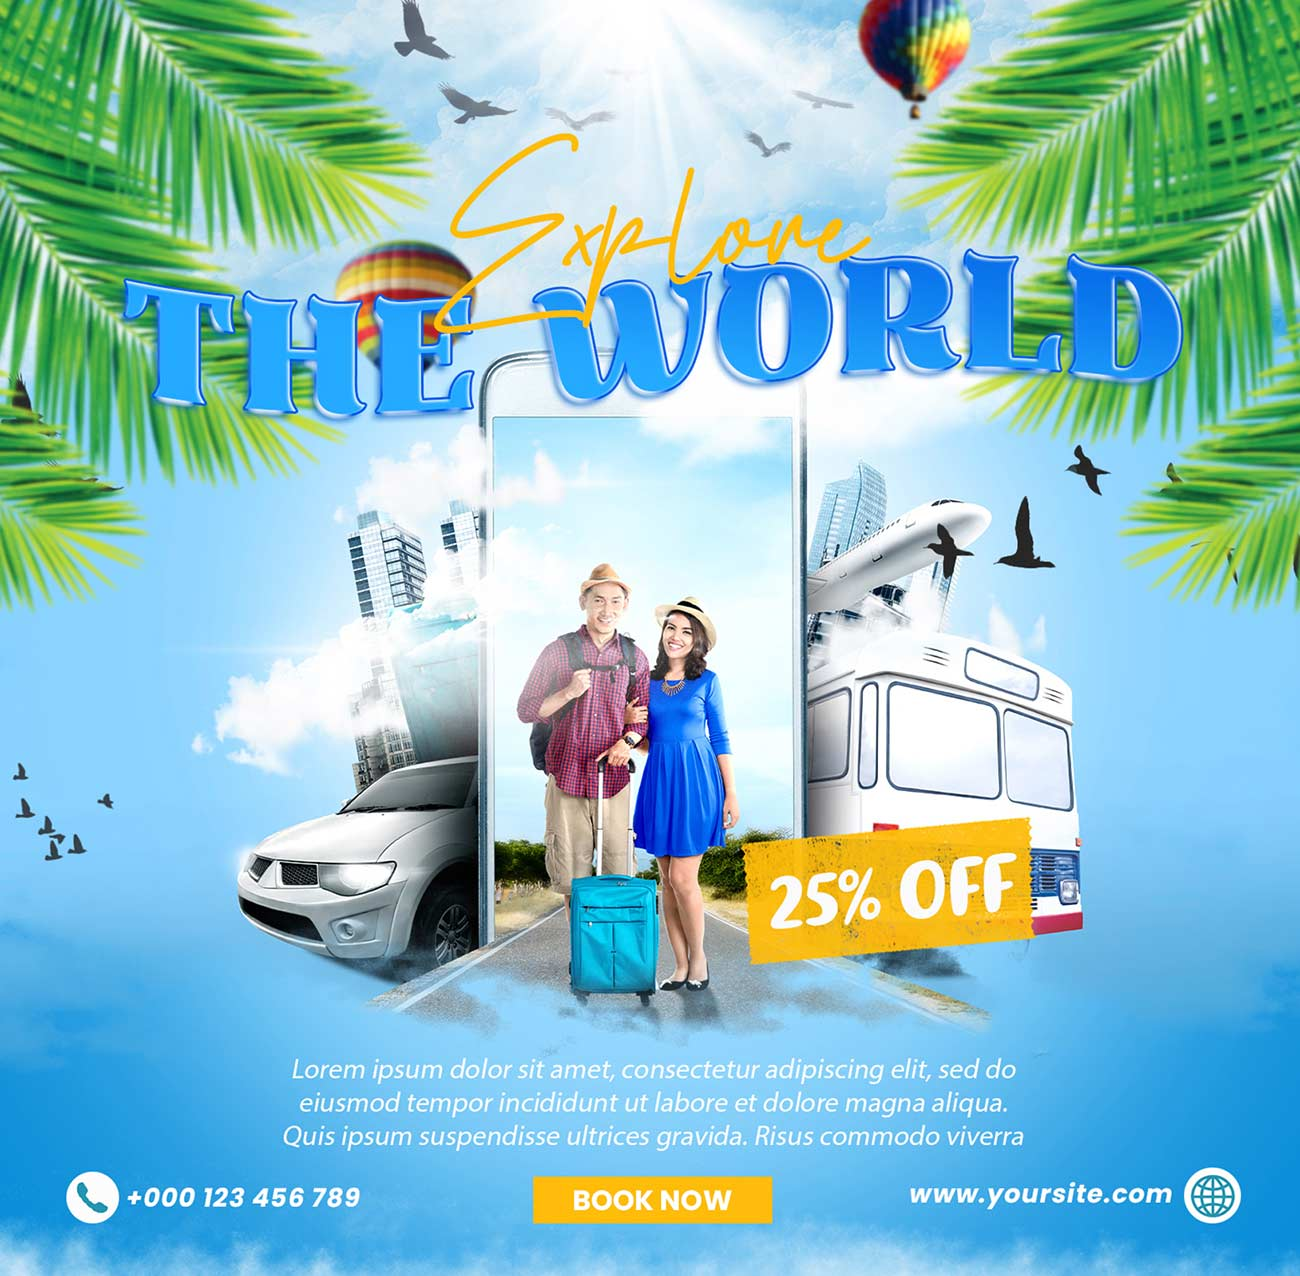 Explore
THE WORLD
25% OFF
Lorem ipsum dolor sit amet, consectetur adipiscing elit, sed do
eiusmod tempor incididunt ut labore et dolore magna aliqua.
Quis ipsum suspendisse ultrices gravida. Risus commodo viverra
+000 123 456 789
BOOK NOW
www.yoursite.com